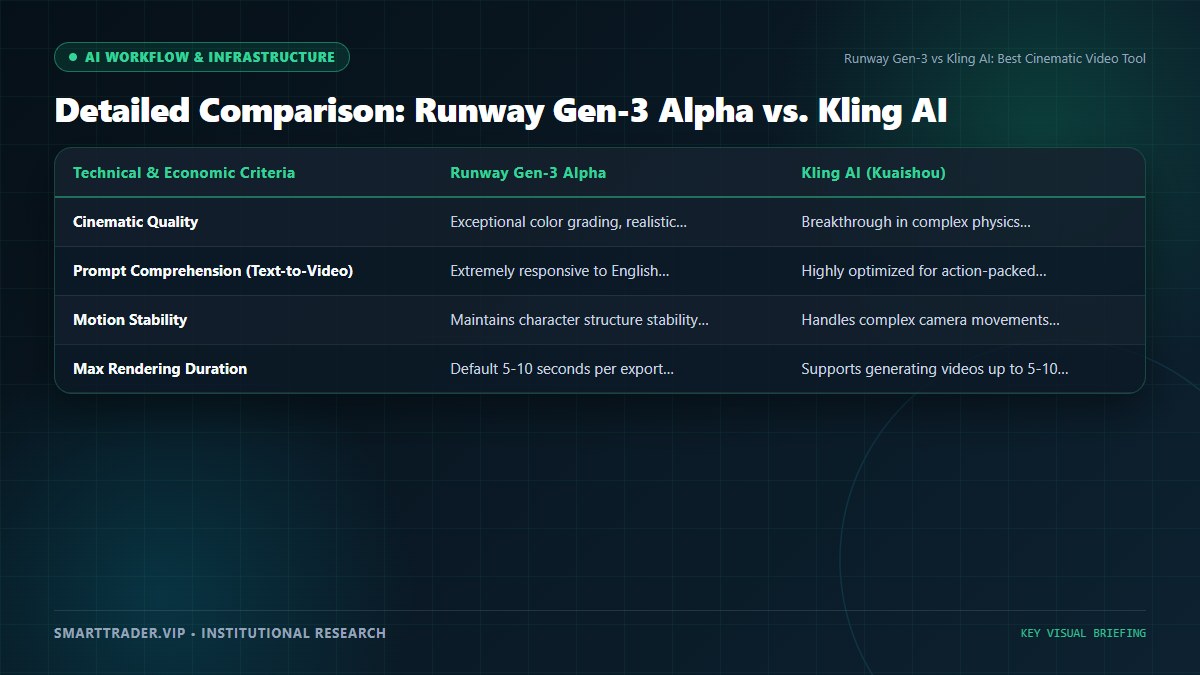 AI WORKFLOW & INFRASTRUCTURE
Runway Gen-3 vs Kling AI: Best Cinematic Video Tool
Detailed Comparison: Runway Gen-3 Alpha vs. Kling AI
Technical & Economic Criteria Runway Gen-3 Alpha Kling AI (Kuaishou)
Cinematic Quality Exceptional color grading, realistic... Breakthrough in complex physics...
Prompt Comprehension (Text-to-Video) Extremely responsive to English... Highly optimized for action-packed...
Motion Stability Maintains character structure stability... Handles complex camera movements...
Max Rendering Duration Default 5-10 seconds per export... Supports generating videos up to 5-10...
SMARTTRADER.VIP • INSTITUTIONAL RESEARCH
KEY VISUAL BRIEFING